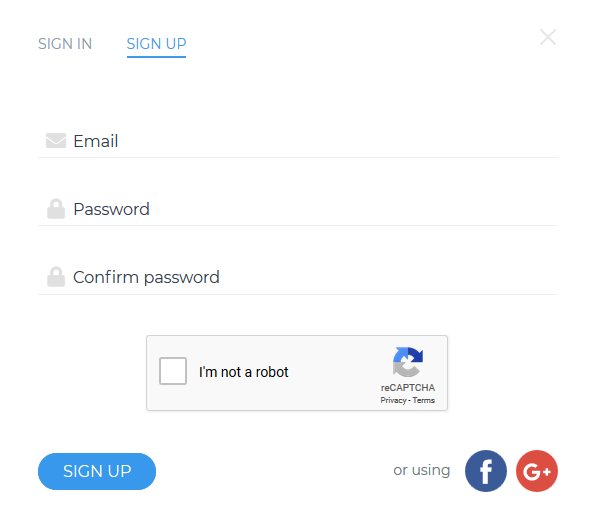 SIGN IN SIGN UP
Email
Password
Confirm password
I'm not a robot
reCAPTCHA
Privacy - Terms
SIGN UP or using f G+